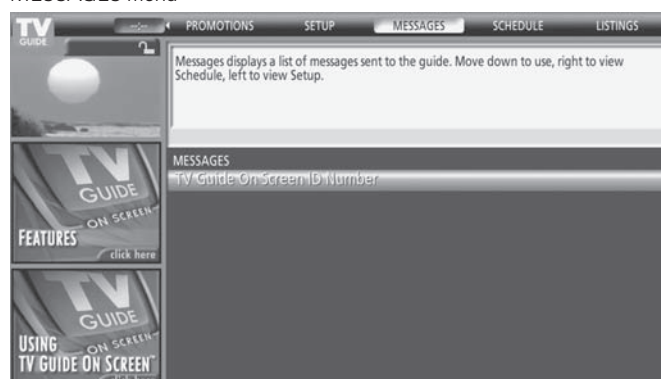 MESSAGES Menu
TV
GUIDE
--:--
PROMOTIONS SETUP MESSAGES SCHEDULE LISTINGS
Messages displays a list of messages sent to the guide. Move down to use, right to view
Schedule, left to view Setup.
MESSAGES
TV Guide On Screen ID Number
TV
GUIDE
ON SCREEN
FEATURES
click here
TV
GUIDE
ON SCREEN
USING
TV GUIDE ON SCREEN™
click here